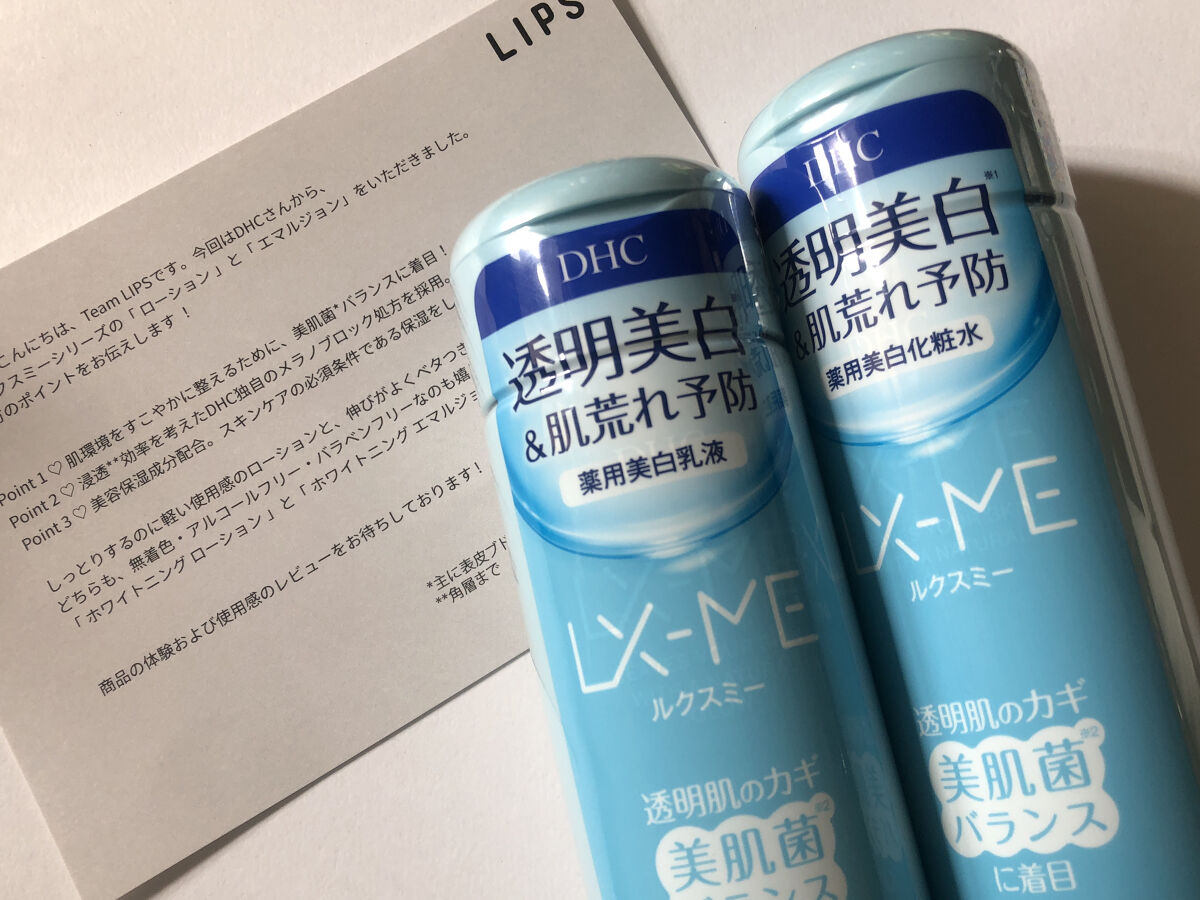 LIPS
こんにちは、Team LIPSです。今回はDHCさんから、
クスミーシリーズの「ローション」と「エマルジョン」をいただきました。
のポイントをお伝えします！
Point 1 ♡ 肌環境をすこやかに整えるために、美肌菌*バランスに着目！
Point 2 ♡ 浸透**効率を考えたDHC独自のメラノブロック処方を採用。
Point 3 ♡ 美容保湿成分配合。スキンケアの必須条件である保湿をし
しっとりするのに軽い使用感のローションと、伸びがよくベタつき
どちらも、無着色・アルコールフリー・パラベンフリーなのも嬉
「ホワイトニング ローション」と「ホワイトニング エマルジョ
商品の体験および使用感のレビューをお待ちしております！
*主に表皮ブド
**角層まで
DHC
透明美白
&肌荒れ予防
薬用美白乳液
LX-ME
ルクスミー
透明肌のカギ
美肌菌※2
バランス
DHC
透明美白※1
&肌荒れ予防
薬用美白化粧水
LX-ME
ルクスミー
透明肌のカギ
美肌菌※2
バランス
に着目